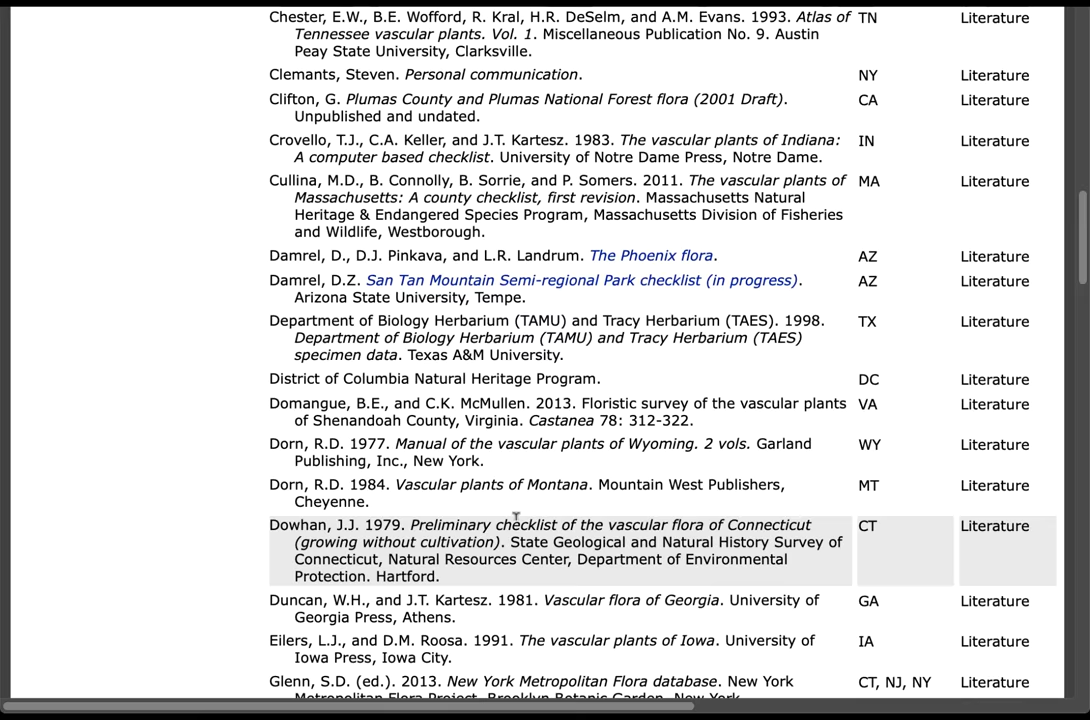 Chester, E.W., B.E. Wofford, R. Kral, H.R. DeSelm, and A.M. Evans. 1993. Atlas of TN Literature
Tennessee vascular plants. Vol. 1. Miscellaneous Publication No. 9. Austin
Peay State University, Clarksville.
Clemants, Steven. Personal communication. NY Literature
Clifton, G. Plumas County and Plumas National Forest flora (2001 Draft). CA Literature
Unpublished and undated.
Crovello, T.J., C.A. Keller, and J.T. Kartesz. 1983. The vascular plants of Indiana: IN Literature
A computer based checklist. University of Notre Dame Press, Notre Dame.
Cullina, M.D., B. Connolly, B. Sorrie, and P. Somers. 2011. The vascular plants of MA Literature
Massachusetts: A county checklist, first revision. Massachusetts Natural
Heritage & Endangered Species Program, Massachusetts Division of Fisheries
and Wildlife, Westborough.
Damrel, D., D.J. Pinkava, and L.R. Landrum. The Phoenix flora. AZ Literature
Damrel, D.Z. San Tan Mountain Semi-regional Park checklist (in progress). AZ Literature
Arizona State University, Tempe.
Department of Biology Herbarium (TAMU) and Tracy Herbarium (TAES). 1998. TX Literature
Department of Biology Herbarium (TAMU) and Tracy Herbarium (TAES)
specimen data. Texas A&M University.
District of Columbia Natural Heritage Program. DC Literature
Domangue, B.E., and C.K. McMullen. 2013. Floristic survey of the vascular plants VA Literature
of Shenandoah County, Virginia. Castanea 78: 312-322.
Dorn, R.D. 1977. Manual of the vascular plants of Wyoming. 2 vols. Garland WY Literature
Publishing, Inc., New York.
Dorn, R.D. 1984. Vascular plants of Montana. Mountain West Publishers, MT Literature
Cheyenne.
Dowhan, J.J. 1979. Preliminary checklist of the vascular flora of Connecticut CT Literature
(growing without cultivation). State Geological and Natural History Survey of
Connecticut, Natural Resources Center, Department of Environmental
Protection. Hartford.
Duncan, W.H., and J.T. Kartesz. 1981. Vascular flora of Georgia. University of GA Literature
Georgia Press, Athens.
Eilers, L.J., and D.M. Roosa. 1991. The vascular plants of Iowa. University of IA Literature
Iowa Press, Iowa City.
Glenn, S.D. (ed.). 2013. New York Metropolitan Flora database. New York CT, NJ, NY Literature
Metropolitan Flora Project, Brooklyn Botanic Garden, New York.